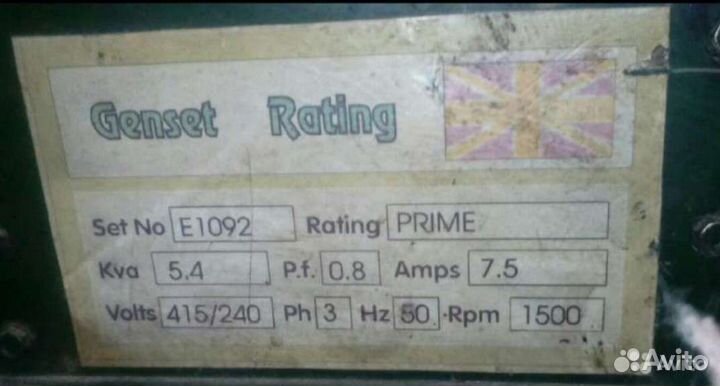 Genset Rating
Set No E1092 Rating PRIME
Kva 5.4 P.f. 0.8 Amps 7.5
Volts 415/240 Ph 3 Hz 50 Rpm 1500
Avito